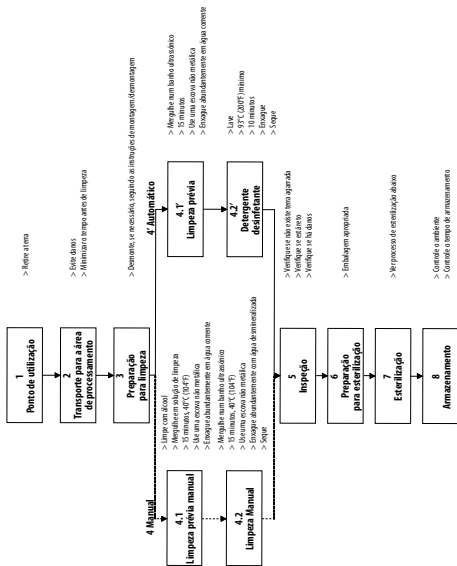 1
Ponto de utilização
> Retire a terra
2
Transporte para a área
de processamento
> Evite danos
> Minimize o tempo antes de limpeza
3
Preparação
para limpeza
> Desmonte, se necessário, seguindo as instruções de montagem/desmontagem
4 Manual
4.1
Limpeza prévia manual
> Limpe com álcool
> Mergulhe em solução de limpeza
> 15 minutos, 40°C (104°F)
> Use uma escova não metálica
> Enxague abundantemente em água corrente
4.2
Limpeza Manual
> Mergulhe num banho ultrasónico
> 15 minutos, 40°C (104°F)
> Use uma escova não metálica
> Enxague abundantemente com água desmineralizada
> Seque
4’ Automático
4.1’
Limpeza prévia
> Mergulhe num banho ultrassónico
> 15 minutos
> Use uma escova não metálica
> Enxague abundantemente em água corrente
4.2’
Detergente
desinfetante
> Lave
> 93°C (200°F) mínimo
> 10 minutos
> Enxague
> Seque
5
Inspeção
> Verifique se não existe terra agarrada
> Verifique se está reto
> Verifique se há danos
6
Preparação
para esterilização
> Embalagem apropriada
7
Esterilização
> Ver processo de esterilização abaixo
8
Armazenamento
> Controle o ambiente
> Controle o tempo de armazenamento